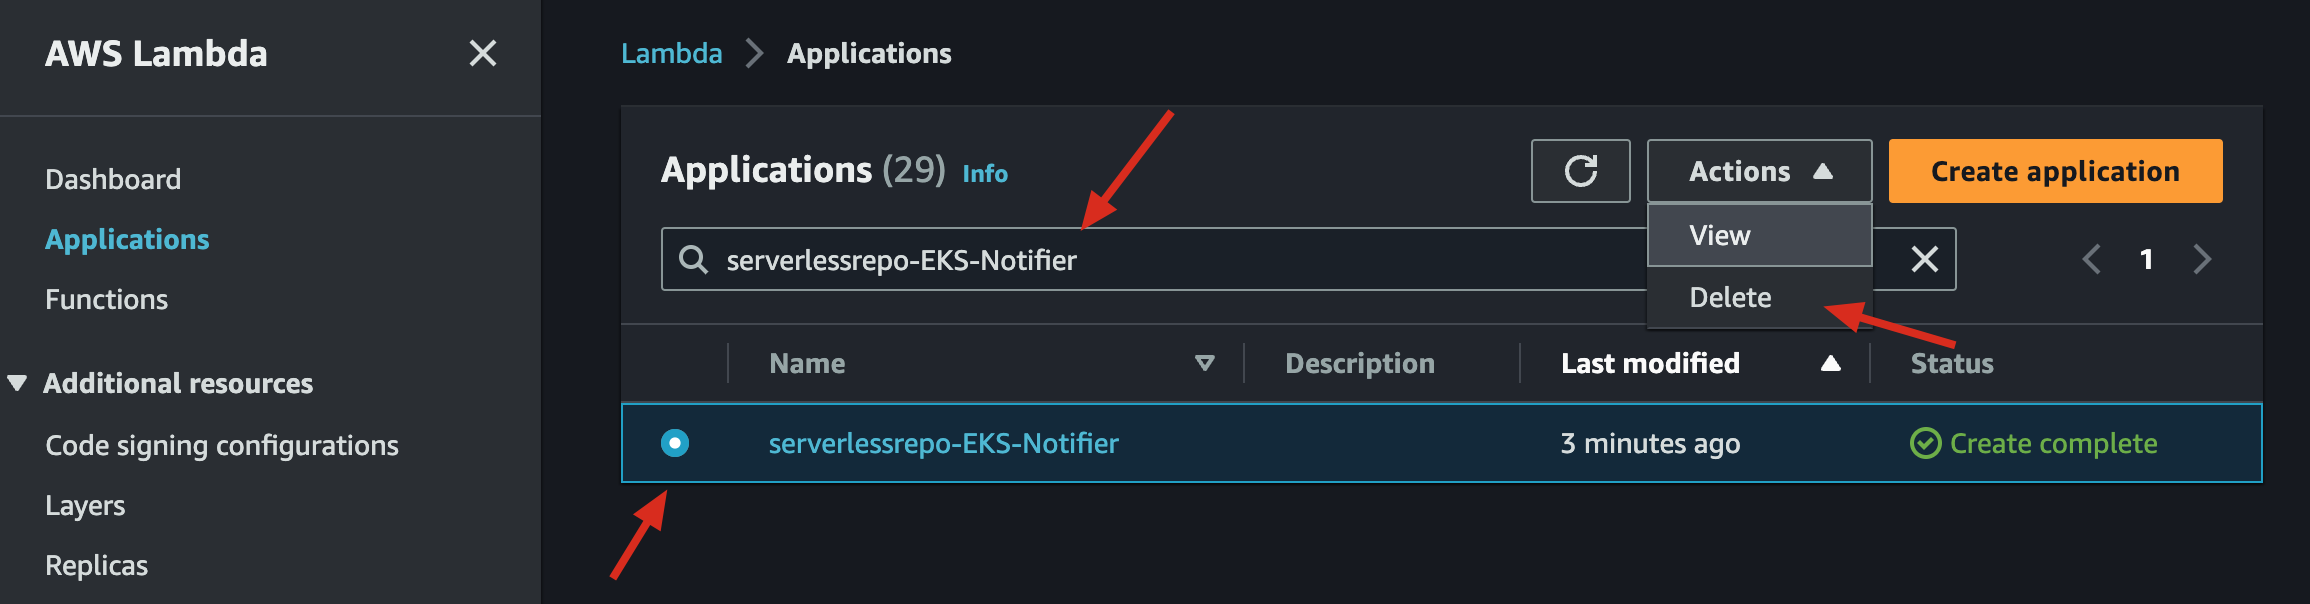 AWS Lambda
Dashboard
Applications
Functions
Additional resources
Code signing configurations
Layers
Replicas
Lambda Applications
Applications (29) Info
Actions
Create application
serverlessrepo-EKS-Notifier
View
Delete
1
Name Description Last modified Status
serverlessrepo-EKS-Notifier 3 minutes ago Create complete